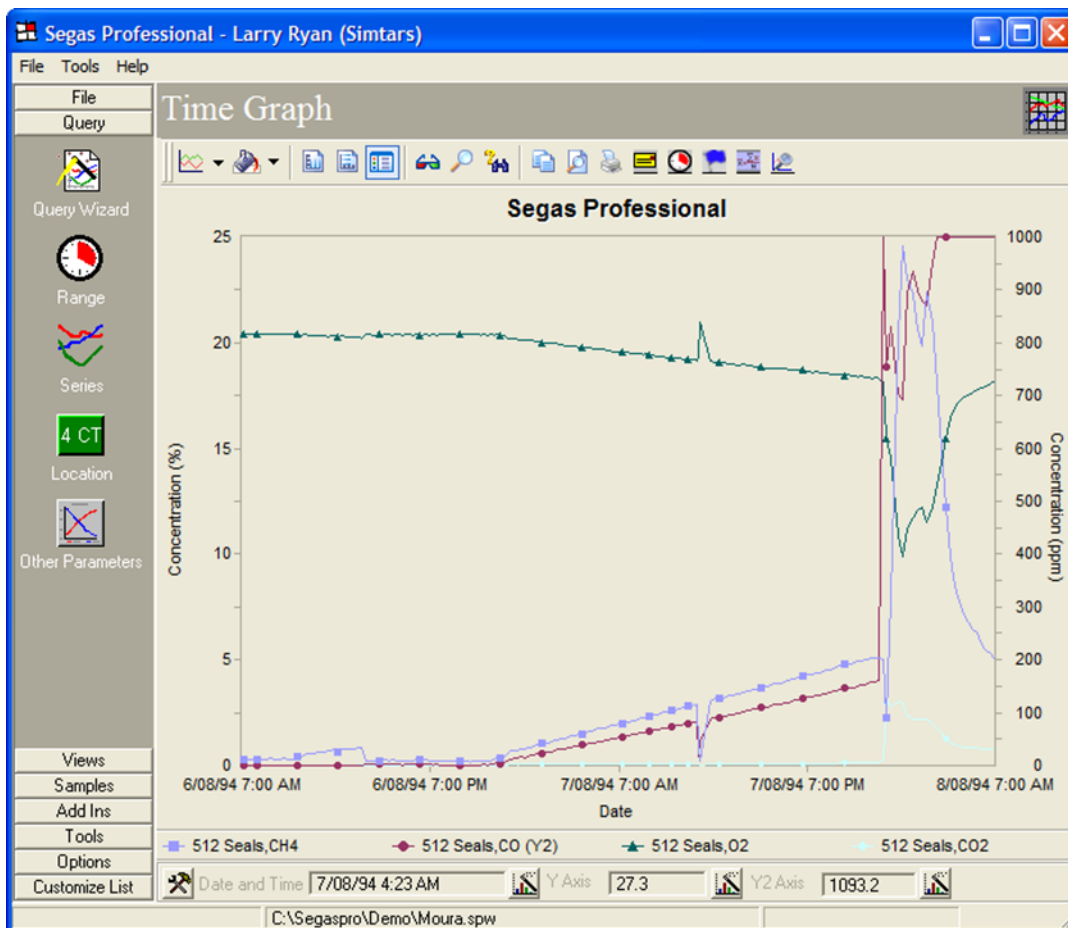 Segas Professional - Larry Ryan (Simtars)
File Tools Help
File
Query
Query Wizard
Range
Series
4 CT
Location
Other Parameters
Views
Samples
Add Ins
Tools
Options
Customize List
Time Graph
Segas Professional
Concentration (%)
25
20
15
10
5
0
1000
900
800
700
600
500
400
300
200
100
0
Concentration (ppm)
6/08/94 7:00 AM 6/08/94 7:00 PM 7/08/94 7:00 AM 7/08/94 7:00 PM 8/08/94 7:00 AM
Date
512 Seals,CH4 512 Seals,CO (Y2) 512 Seals,O2 512 Seals,CO2
Date and Time 7/08/94 4:23 AM Y Axis 27.3 Y2 Axis 1093.2
C:\Segaspro\Demo\Moura.spw